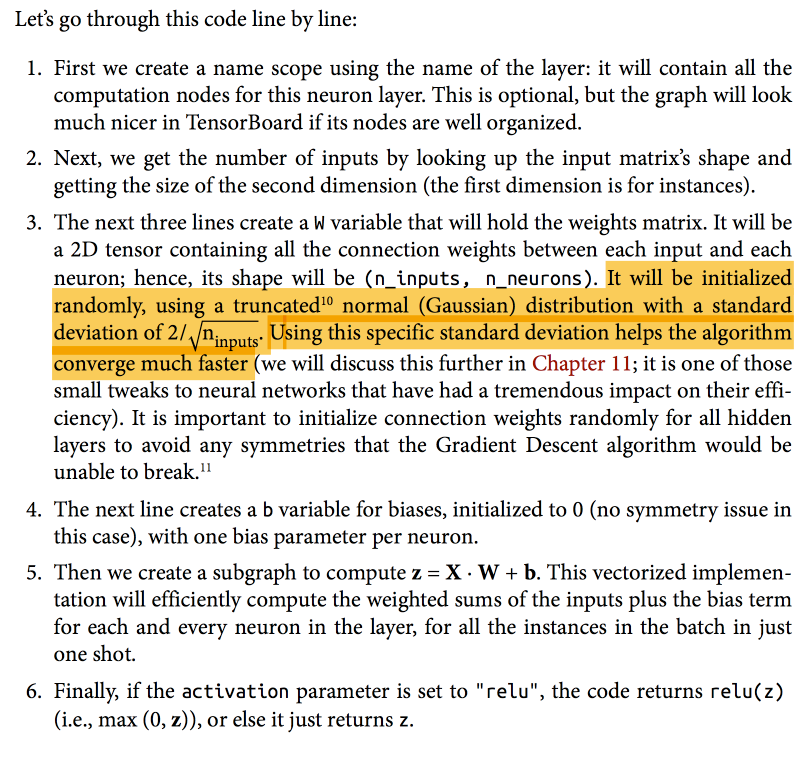 Let’s go through this code line by line:
1. First we create a name scope using the name of the layer: it will contain all the
computation nodes for this neuron layer. This is optional, but the graph will look
much nicer in TensorBoard if its nodes are well organized.
2. Next, we get the number of inputs by looking up the input matrix’s shape and
getting the size of the second dimension (the first dimension is for instances).
3. The next three lines create a W variable that will hold the weights matrix. It will be
a 2D tensor containing all the connection weights between each input and each
neuron; hence, its shape will be (n_inputs, n_neurons). It will be initialized
randomly, using a truncated¹⁰ normal (Gaussian) distribution with a standard
deviation of 2/√n_inputs. Using this specific standard deviation helps the algorithm
converge much faster (we will discuss this further in Chapter 11; it is one of those
small tweaks to neural networks that have had a tremendous impact on their effi-
ciency). It is important to initialize connection weights randomly for all hidden
layers to avoid any symmetries that the Gradient Descent algorithm would be
unable to break.¹¹
4. The next line creates a b variable for biases, initialized to 0 (no symmetry issue in
this case), with one bias parameter per neuron.
5. Then we create a subgraph to compute z = X · W + b. This vectorized implemen-
tation will efficiently compute the weighted sums of the inputs plus the bias term
for each and every neuron in the layer, for all the instances in the batch in just
one shot.
6. Finally, if the activation parameter is set to "relu", the code returns relu(z)
(i.e., max (0, z)), or else it just returns z.